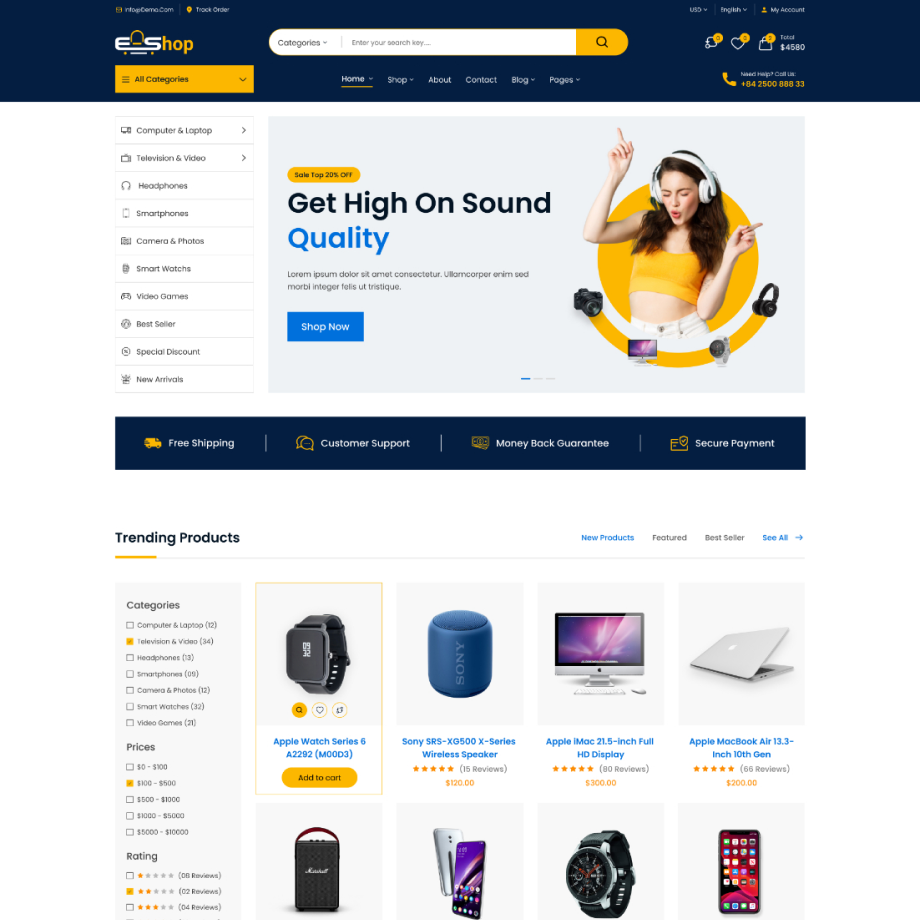 Info@Demo.Com
Track Order
USD
English
My Account
E-Shop
Categories
Enter your search key...
0
0
2
Total
$4580
All Categories
Home
Shop
About
Contact
Blog
Pages
Need Help? Call Us:
+84 2500 888 33
Computer & Laptop
Television & Video
Headphones
Smartphones
Camera & Photos
Smart Watchs
Video Games
Best Seller
Special Discount
New Arrivals
Sale Top 20% OFF
Get High On Sound
Quality
Lorem ipsum dolor sit amet consectetur. Ullamcorper enim sed
morbi integer felis ut tristique.
Shop Now
Free Shipping
Customer Support
Money Back Guarantee
Secure Payment
Trending Products
New Products
Featured
Best Seller
See All
Categories
Computer & Laptop (12)
Television & Video (34)
Headphones (13)
Smartphones (09)
Camera & Photos (12)
Smart Watches (32)
Video Games (21)
Prices
$0 - $100
$100 - $500
$500 - $1000
$1000 - $5000
$5000 - $10000
Rating
(08 Reviews)
(02 Reviews)
(04 Reviews)
Apple Watch Series 6
A2292 (M00D3)
Add to cart
SONY
Sony SRS-XG500 X-Series
Wireless Speaker
(15 Reviews)
$120.00
Apple iMac 21.5-inch Full
HD Display
(80 Reviews)
$300.00
Apple MacBook Air 13.3-
Inch 10th Gen
(66 Reviews)
$200.00
Marshall